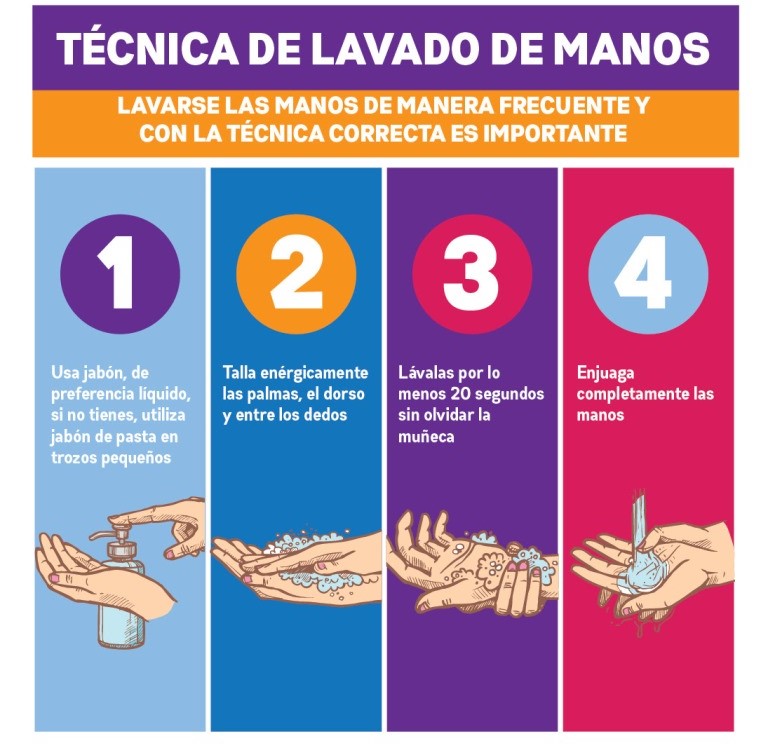 TÉCNICA DE LAVADO DE MANOS
LAVARSE LAS MANOS DE MANERA FRECUENTE Y
CON LA TÉCNICA CORRECTA ES IMPORTANTE
1
Usa jabón, de
preferencia líquido,
si no tienes, utiliza
jabón de pasta en
trozos pequeños
2
Talla enérgicamente
las palmas, el dorso
y entre los dedos
3
Lávalas por lo
menos 20 segundos
sin olvidar la
muñeca
4
Enjuaga
completamente las
manos